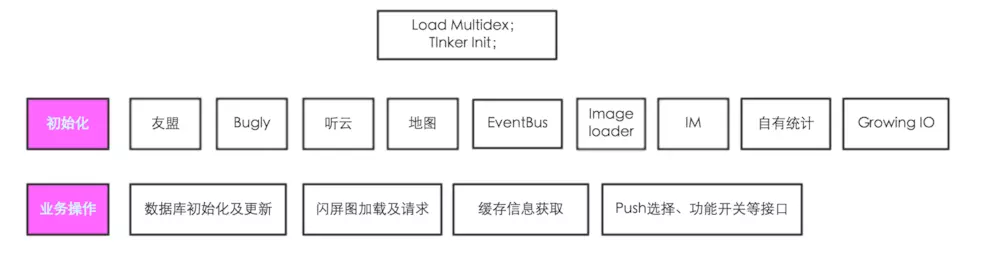 Load Multidex；
TInker Init；
初始化
友盟
Bugly
听云
地图
EventBus
Image
loader
IM
自有统计
Growing IO
业务操作
数据库初始化及更新
闪屏图加载及请求
缓存信息获取
Push选择、功能开关等接口